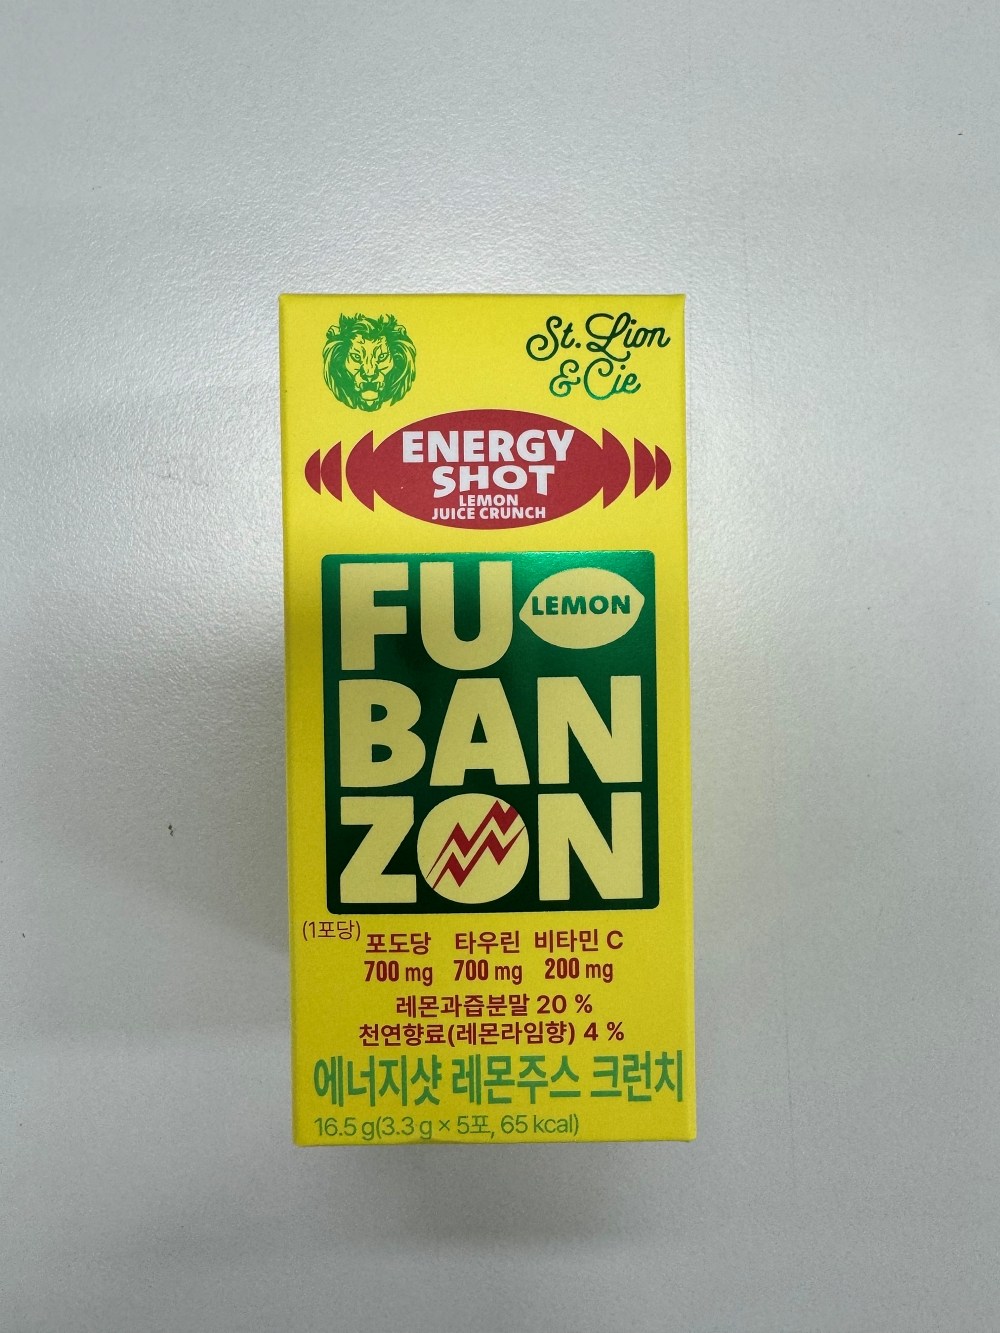 St. Lion
& Cie
ENERGY
SHOT
LEMON
JUICE CRUNCH
FU
LEMON
BAN
ZON
(1포당)
포도당 타우린 비타민 C
700 mg 700 mg 200 mg
레몬과즙분말 20 %
천연향료(레몬라임향) 4 %
에너지샷 레몬주스 크런치
16.5 g(3.3 g × 5포, 65 kcal)